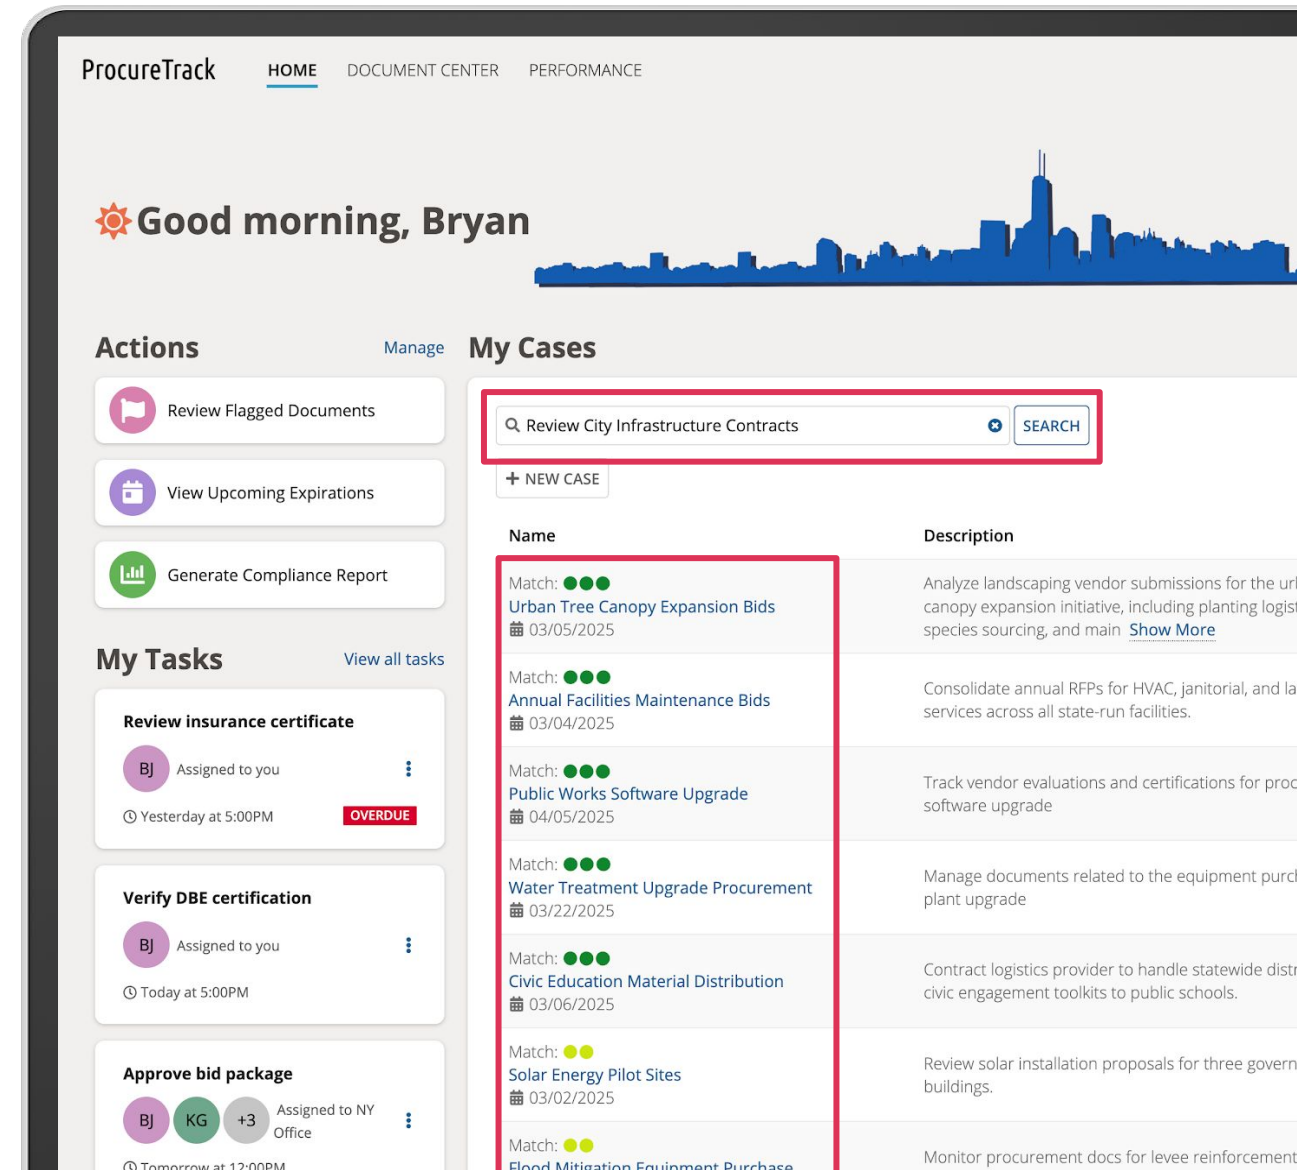 ProcureTrack HOME DOCUMENT CENTER PERFORMANCE
Good morning, Bryan
Actions Manage
Review Flagged Documents
View Upcoming Expirations
Generate Compliance Report
My Tasks View all tasks
Review insurance certificate
BJ Assigned to you
Yesterday at 5:00PM OVERDUE
Verify DBE certification
BJ Assigned to you
Today at 5:00PM
Approve bid package
BJ KG +3 Assigned to NY
Office
Tomorrow at 12:00PM
My Cases
Review City Infrastructure Contracts SEARCH
+ NEW CASE
Name Description
Match:
Urban Tree Canopy Expansion Bids
03/05/2025
Analyze landscaping vendor submissions for the
canopy expansion initiative, including planting
species sourcing, and main Show More
Match:
Annual Facilities Maintenance Bids
03/04/2025
Consolidate annual RFPs for HVAC, janitorial, and
services across all state-run facilities.
Match:
Public Works Software Upgrade
04/05/2025
Track vendor evaluations and certifications for
software upgrade
Match:
Water Treatment Upgrade Procurement
03/22/2025
Manage documents related to the equipment
plant upgrade
Match:
Civic Education Material Distribution
03/06/2025
Contract logistics provider to handle statewide
civic engagement toolkits to public schools.
Match:
Solar Energy Pilot Sites
03/02/2025
Review solar installation proposals for three
buildings.
Match:
Flood Mitigation Equipment Purchase
Monitor procurement docs for levee reinforcement